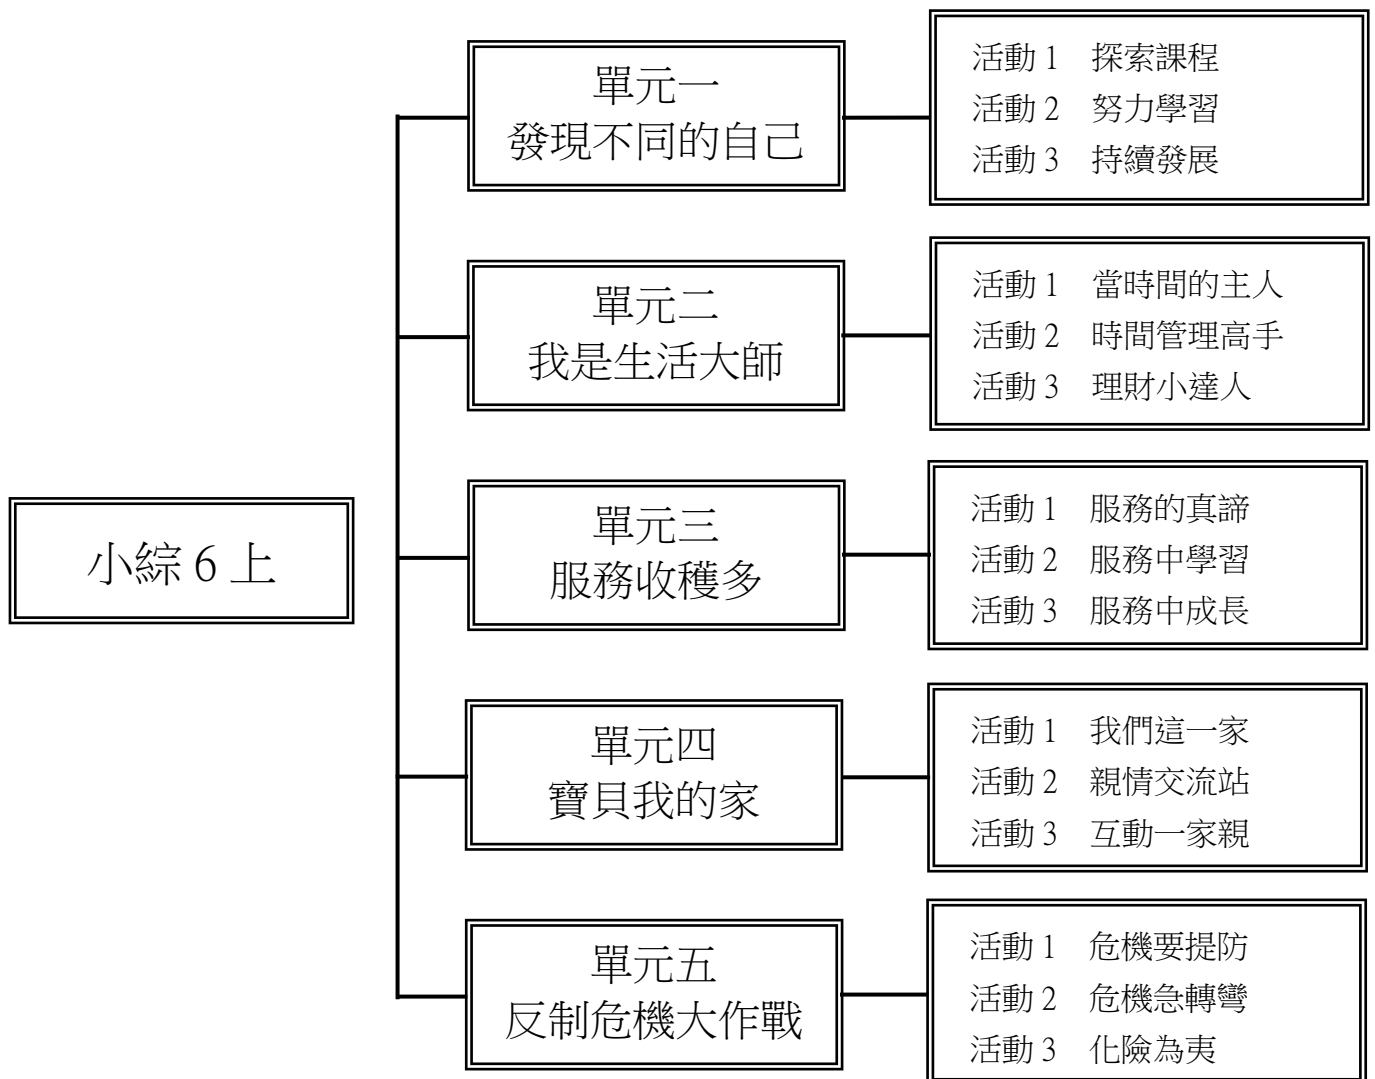 小綜 6 上
單元一
發現不同的自己
活動 1　探索課程
活動 2　努力學習
活動 3　持續發展
單元二
我是生活大師
活動 1　當時間的主人
活動 2　時間管理高手
活動 3　理財小達人
單元三
服務收穫多
活動 1　服務的真諦
活動 2　服務中學習
活動 3　服務中成長
單元四
寶貝我的家
活動 1　我們這一家
活動 2　親情交流站
活動 3　互動一家親
單元五
反制危機大作戰
活動 1　危機要提防
活動 2　危機急轉彎
活動 3　化險為夷